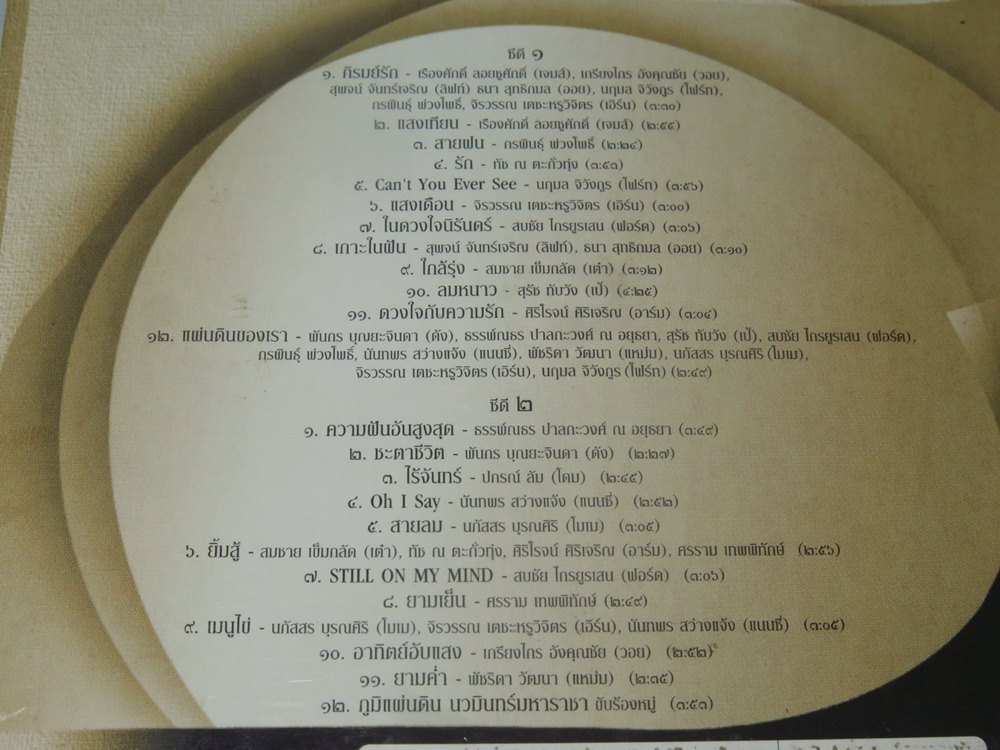 ซีดี ๑
๑. ภิรมย์รัก - เรืองศักดิ์ ลอยชูศักดิ์ (เจมส์), เกรียงไกร อังคุณชัย (วอย),
สุพจน์ จันทร์เจริญ (ลิฟท์) ธนา สุทธิกมล (ออย), นฤมล จิวังกูร (โฟร์ท),
กรพินธุ์ พ่วงโพธิ์, จิรวรรณ เตชะหรูวิจิตร (เอิร์น) (๓:๓๐)
๒. แสงเทียน - เรืองศักดิ์ ลอยชูศักดิ์ (เจมส์) (๒:๕๕)
๓. สายฝน - กรพินธุ์ พ่วงโพธิ์ (๒:๒๔)
๔. รัก - ทัช ณ ตะกั่วทุ่ง (๓:๕๓)
๕. Can't You Ever See - นฤมล จิวังกูร (โฟร์ท) (๓:๕๖)
๖. แสงเดือน - จิรวรรณ เตชะหรูวิจิตร (เอิร์น) (๓:๐๐)
๗. ในดวงใจนิรันดร์ - สบชัย ไกรยูรเสน (ฟอร์ด) (๓:๐๖)
๘. เกาะในฝัน - สุพจน์ จันทร์เจริญ (ลิฟท์), ธนา สุทธิกมล (ออย) (๓:๑๐)
๙. ใกล้รุ่ง - สมชาย เข็มกลัด (เต๋า) (๓:๑๒)
๑๐. ลมหนาว - สุรัช ทับวัง (เป้) (๔:๒๕)
๑๑. ดวงใจกับความรัก - ศิริโรจน์ ศิริเจริญ (อาร์ม) (๓:๐๔)
๑๒. แผ่นดินของเรา - พันกร บุณยะจินดา (ดัง), ธรรพ์ณธร ปาลกะวงศ์ ณ อยุธยา, สุรัช ทับวัง (เป้), สบชัย ไกรยูรเสน (ฟอร์ด),
กรพินธุ์ พ่วงโพธิ์, นันทพร สว่างแจ้ง (แนนซี่), พัชริดา วัฒนา (แหม่ม), นภัสสร บุรณศิริ (โมเม),
จิรวรรณ เตชะหรูวิจิตร (เอิร์น), นฤมล จิวังกูร (โฟร์ท) (๒:๔๙)
ซีดี ๒
๑. ความฝันอันสูงสุด - ธรรพ์ณธร ปาลกะวงศ์ ณ อยุธยา (๓:๔๙)
๒. ชะตาชีวิต - พันกร บุณยะจินดา (ดัง) (๒:๒๗)
๓. ไร้จันทร์ - ปกรณ์ ลัม (โดม) (๒:๔๕)
๔. Oh I Say - นันทพร สว่างแจ้ง (แนนซี่) (๒:๕๒)
๕. สายลม - นภัสสร บุรณศิริ (โมเม) (๓:๐๕)
๖. ยิ้มสู้ - สมชาย เข็มกลัด (เต๋า), ทัช ณ ตะกั่วทุ่ง, ศิริโรจน์ ศิริเจริญ (อาร์ม), ศรราม เทพพิทักษ์ (๒:๕๖)
๗. STILL ON MY MIND - สบชัย ไกรยูรเสน (ฟอร์ด) (๓:๐๖)
๘. ยามเย็น - ศรราม เทพพิทักษ์ (๒:๔๙)
๙. เมนูไข่ - นภัสสร บุรณศิริ (โมเม), จิรวรรณ เตชะหรูวิจิตร (เอิร์น), นันทพร สว่างแจ้ง (แนนซี่) (๓:๐๕)
๑๐. อาทิตย์อับแสง - เกรียงไกร อังคุณชัย (วอย) (๒:๕๒)
๑๑. ยามค่ำ - พัชริดา วัฒนา (แหม่ม) (๒:๓๕)
๑๒. ภูมิแผ่นดิน นวมินทร์มหาราชา ขับร้องหมู่ (๓:๕๓)